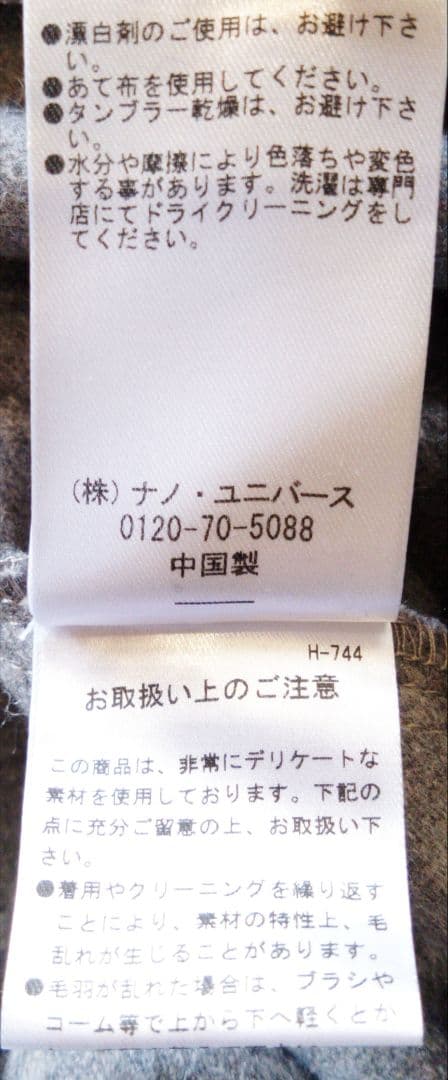 ●漂白剤のご使用は、お避け下さ
い。
●あて布を使用してください。
●タンブラー乾燥は、お避け下さ
い。
●水分や摩擦により色落ちや変色
する事があります。洗濯は専門
店にてドライクリーニングをし
てください。
(株)ナノ・ユニバース
0120-70-5088
中国製
H-744
お取扱い上のご注意
この商品は、非常にデリケートな
素材を使用しております。下記の
点に充分ご留意の上、お取扱い下
さい。
●着用やクリーニングを繰り返す
ことにより、素材の特性上、毛
乱れが生じることがあります。
●毛羽が乱れた場合は、ブラシや
コーム等で上から下へ軽くとか